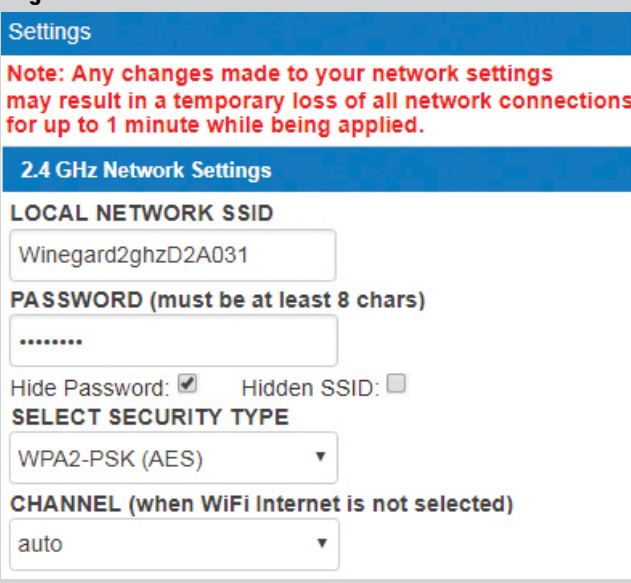 Settings
Note: Any changes made to your network settings
may result in a temporary loss of all network connections
for up to 1 minute while being applied.
2.4 GHz Network Settings
LOCAL NETWORK SSID
Winegard2ghzD2A031
PASSWORD (must be at least 8 chars)
••••••••
Hide Password: Hidden SSID:
SELECT SECURITY TYPE
WPA2-PSK (AES)
CHANNEL (when WiFi Internet is not selected)
auto